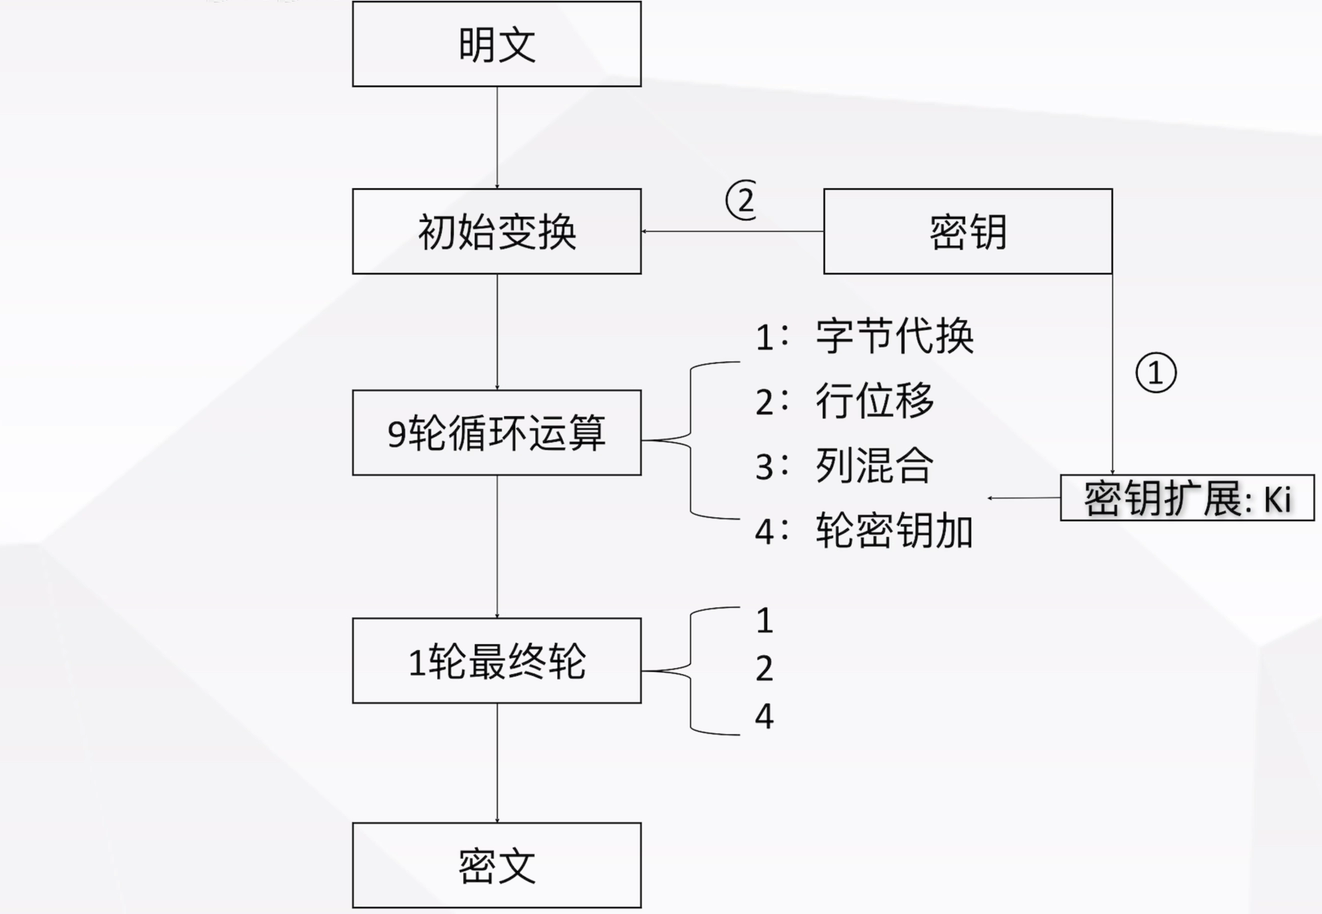 明文
初始变换
②
密钥
1：字节代换
①
2：行位移
9轮循环运算
3：列混合
密钥扩展: Ki
4：轮密钥加
1
1轮最终轮
2
4
密文